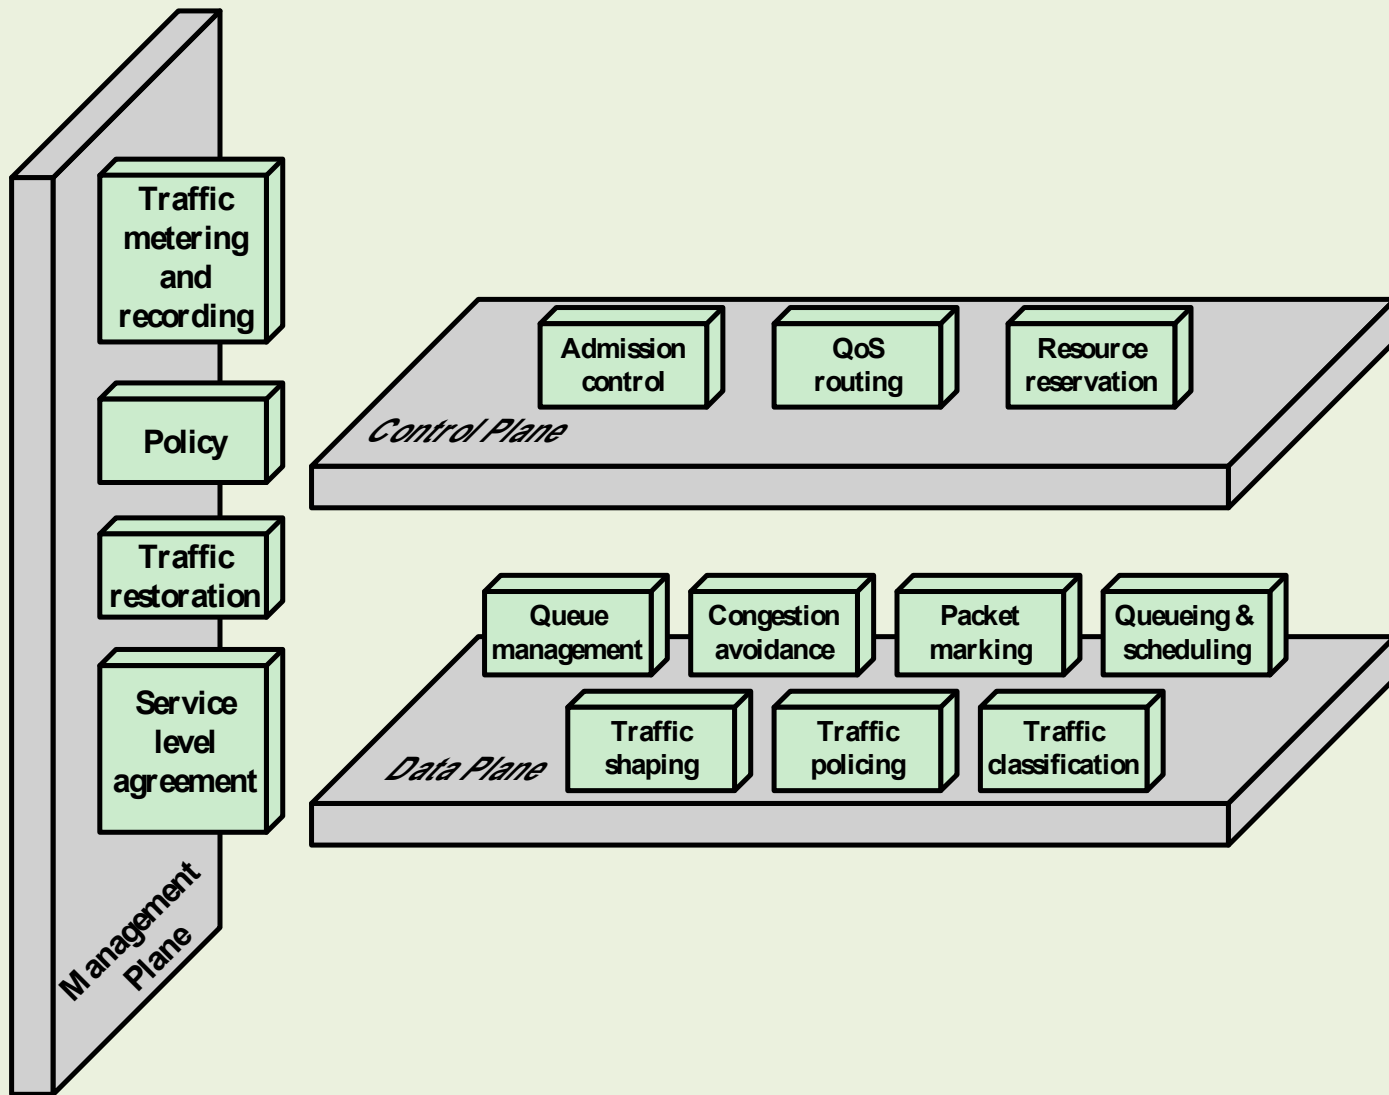 Traffic
metering
and
recording
Policy
Traffic
restoration
Service
level
agreement
Management
Plane
Admission
control
QoS
routing
Resource
reservation
Control Plane
Queue
management
Congestion
avoidance
Packet
marking
Queueing &
scheduling
Traffic
shaping
Traffic
policing
Traffic
classification
Data Plane